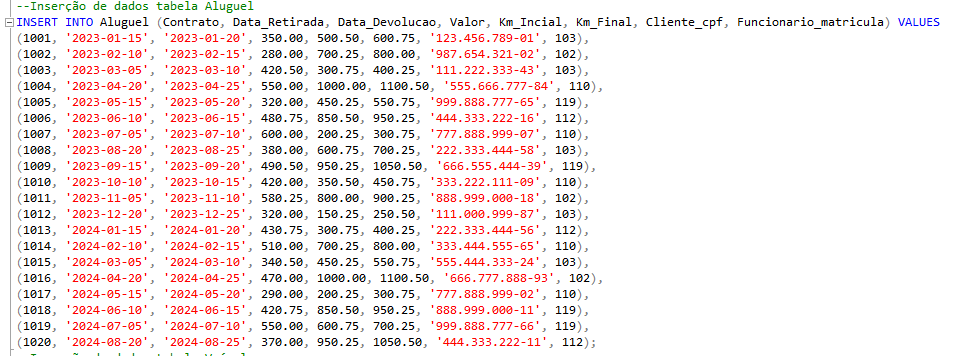 --Inserção de dados tabela Aluguel
INSERT INTO Aluguel (Contrato, Data_Retirada, Data_Devolucao, Valor, Km_Incial, Km_Final, Cliente_cpf, Funcionario_matricula) VALUES
(1001, '2023-01-15', '2023-01-20', 350.00, 500.50, 600.75, '123.456.789-01', 103),
(1002, '2023-02-10', '2023-02-15', 280.00, 700.25, 800.00, '987.654.321-02', 102),
(1003, '2023-03-05', '2023-03-10', 420.50, 300.75, 400.25, '111.222.333-43', 103),
(1004, '2023-04-20', '2023-04-25', 550.00, 1000.00, 1100.50, '555.666.777-84', 110),
(1005, '2023-05-15', '2023-05-20', 320.00, 450.25, 550.75, '999.888.777-65', 119),
(1006, '2023-06-10', '2023-06-15', 480.75, 850.50, 950.25, '444.333.222-16', 112),
(1007, '2023-07-05', '2023-07-10', 600.00, 200.25, 300.75, '777.888.999-07', 110),
(1008, '2023-08-20', '2023-08-25', 380.00, 600.75, 700.25, '222.333.444-58', 103),
(1009, '2023-09-15', '2023-09-20', 490.50, 950.25, 1050.50, '666.555.444-39', 119),
(1010, '2023-10-10', '2023-10-15', 420.00, 350.50, 450.75, '333.222.111-09', 110),
(1011, '2023-11-05', '2023-11-10', 580.25, 800.00, 900.25, '888.999.000-18', 102),
(1012, '2023-12-20', '2023-12-25', 320.00, 150.25, 250.50, '111.000.999-87', 103),
(1013, '2024-01-15', '2024-01-20', 430.75, 300.75, 400.25, '222.333.444-56', 112),
(1014, '2024-02-10', '2024-02-15', 510.00, 700.25, 800.00, '333.444.555-65', 110),
(1015, '2024-03-05', '2024-03-10', 340.50, 450.25, 550.75, '555.444.333-24', 103),
(1016, '2024-04-20', '2024-04-25', 470.00, 1000.00, 1100.50, '666.777.888-93', 102),
(1017, '2024-05-15', '2024-05-20', 290.00, 200.25, 300.75, '777.888.999-02', 110),
(1018, '2024-06-10', '2024-06-15', 420.75, 850.50, 950.25, '888.999.000-11', 119),
(1019, '2024-07-05', '2024-07-10', 550.00, 600.75, 700.25, '999.888.777-66', 119),
(1020, '2024-08-20', '2024-08-25', 370.00, 950.25, 1050.50, '444.333.222-11', 112);